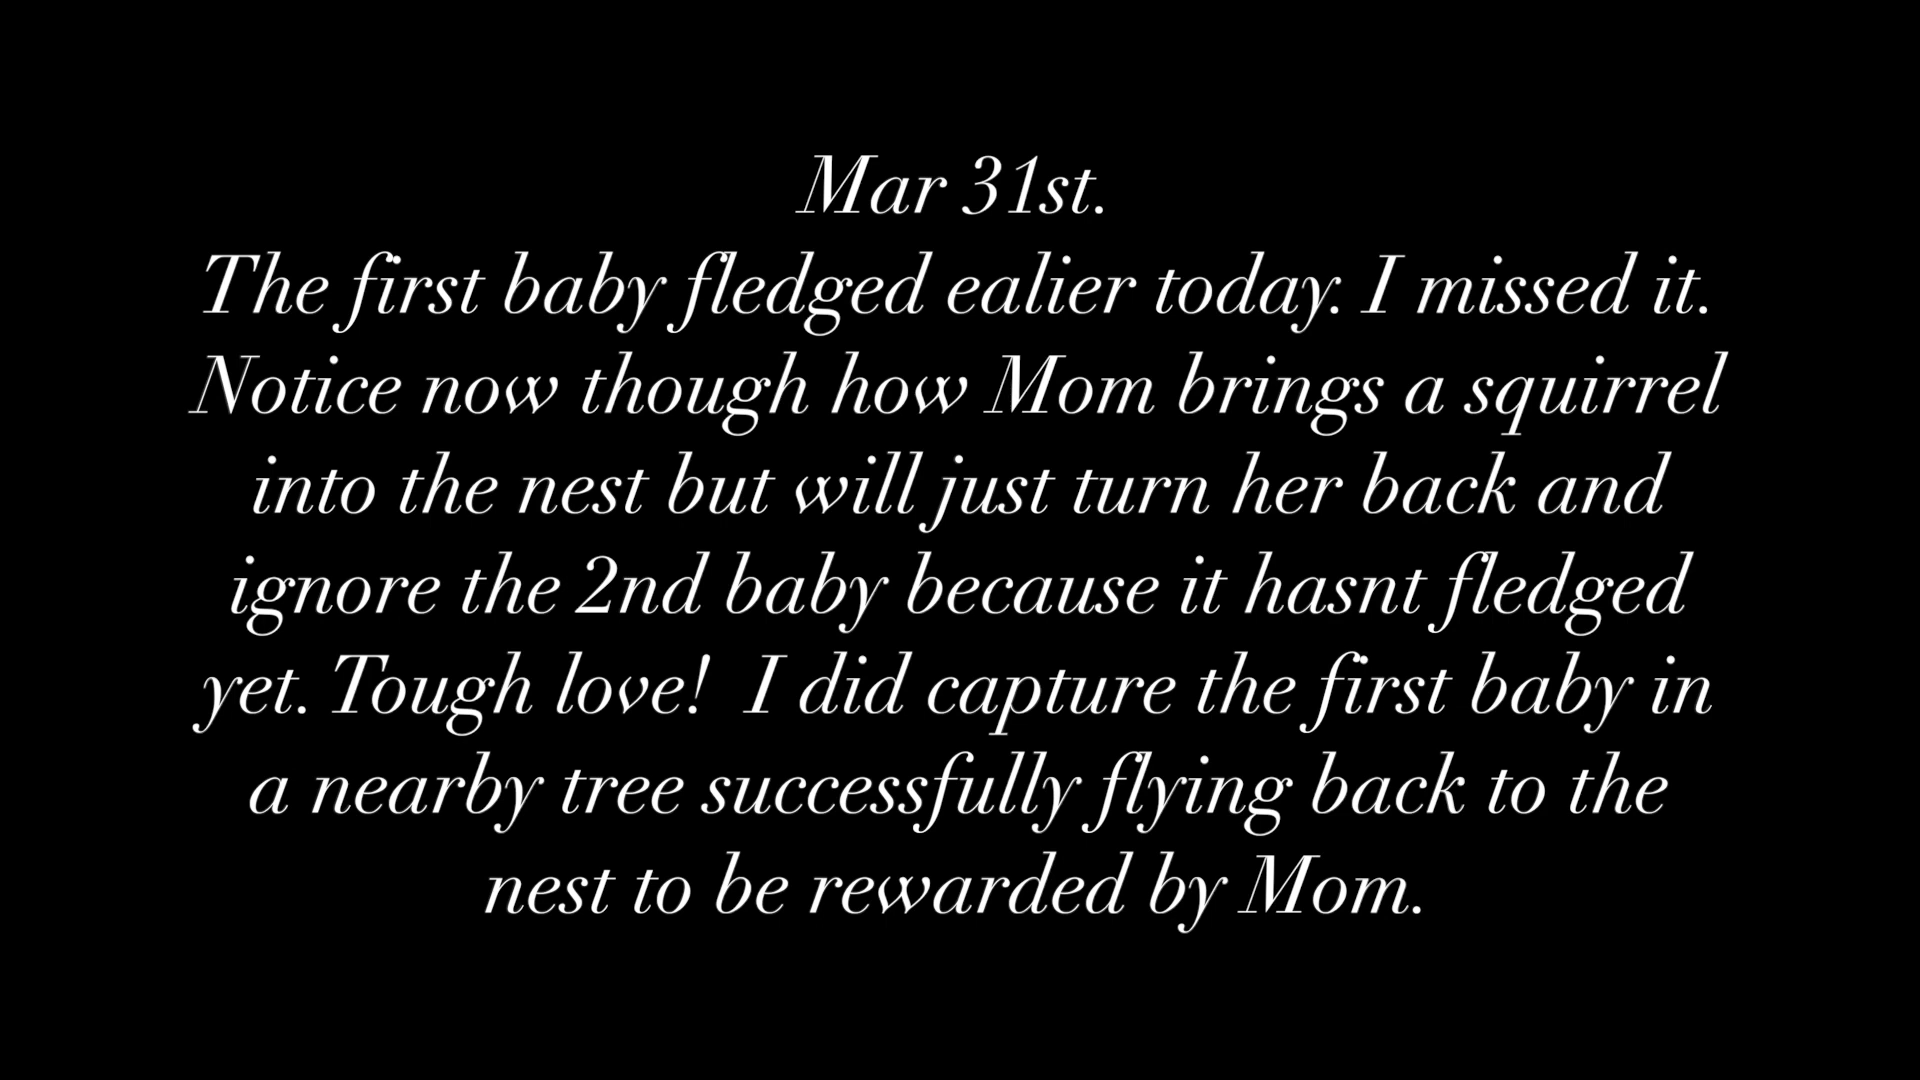 Mar 31st.
The first baby fledged ealier today. I missed it.
Notice now though how Mom brings a squirrel
into the nest but will just turn her back and
ignore the 2nd baby because it hasnt fledged
yet. Tough love!  I did capture the first baby in
a nearby tree successfully flying back to the
nest to be rewarded by Mom.